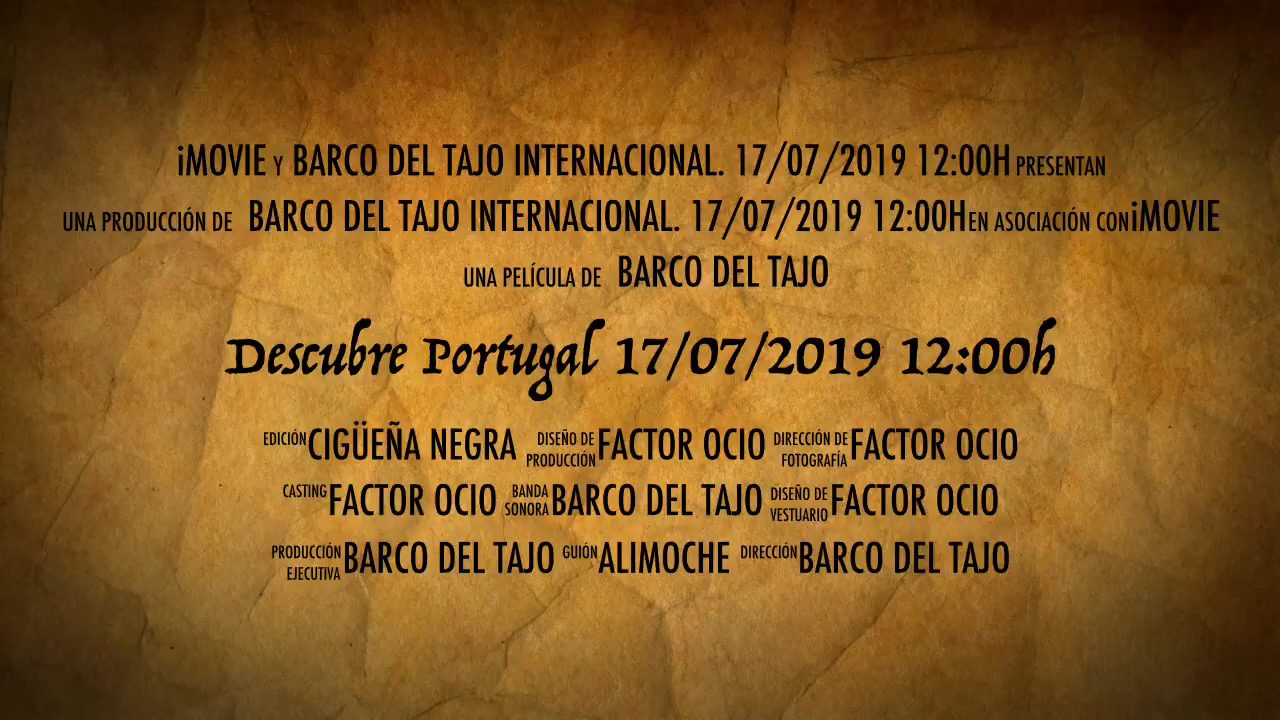 iMOVIE Y BARCO DEL TAJO INTERNACIONAL. 17/07/2019 12:00H PRESENTAN
UNA PRODUCCIÓN DE BARCO DEL TAJO INTERNACIONAL. 17/07/2019 12:00H EN ASOCIACIÓN CON iMOVIE
UNA PELÍCULA DE BARCO DEL TAJO
Descubre Portugal 17/07/2019 12:00h
EDICIÓN CIGÜEÑA NEGRA DISEÑO DE PRODUCCIÓN FACTOR OCIO DIRECCIÓN DE FOTOGRAFÍA FACTOR OCIO
CASTING FACTOR OCIO BANDA SONORA BARCO DEL TAJO DISEÑO DE VESTUARIO FACTOR OCIO
PRODUCCIÓN EJECUTIVA BARCO DEL TAJO GUIÓN ALIMOCHE DIRECCIÓN BARCO DEL TAJO